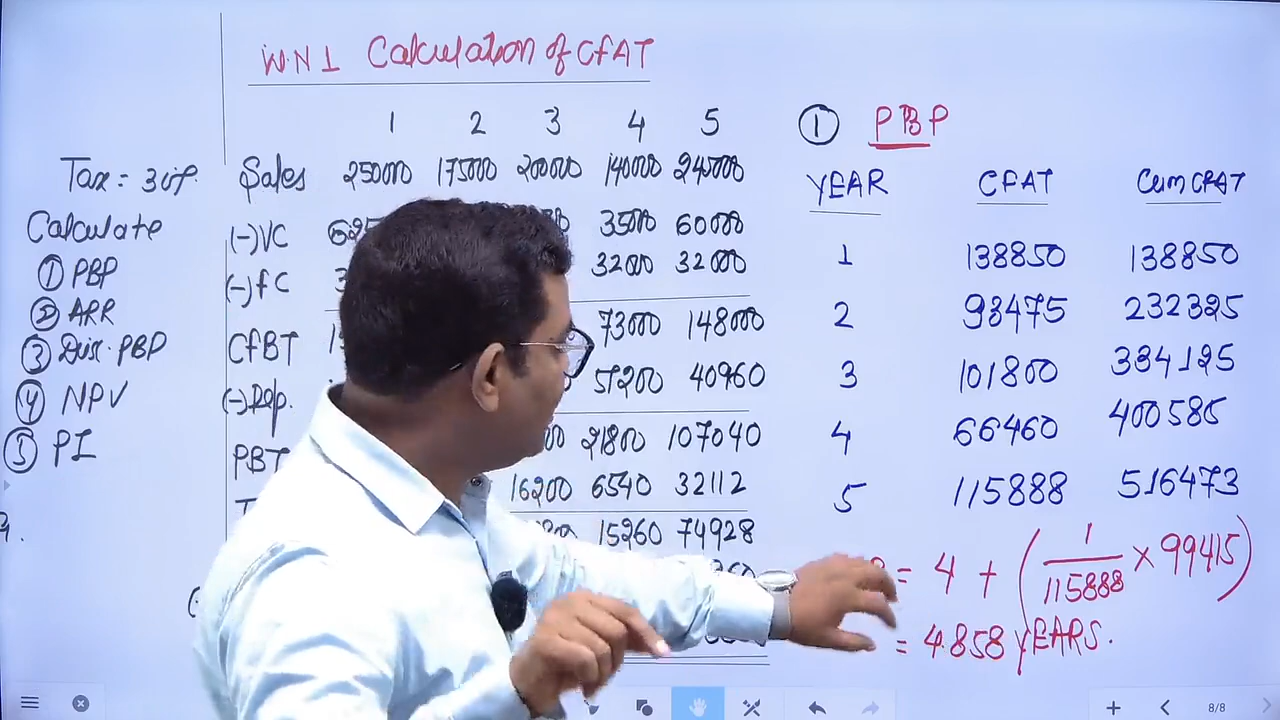 W.N 1 Calculation of CFAT
1 2 3 4 5
Tax = 30%
Sales 250000 175000 200000 140000 240000
Calculate
(-) VC 35000 60000
① PBP
(-) FC 32000 32000
② ARR
CFBT 73000 148000
③ Disc. PBP
(-) Dep. 51200 40960
④ NPV
21800 107040
⑤ PI
PBT
16200 6540 32112
15260 74928
① PBP
YEAR CFAT Cum CFAT
1 138850 138850
2 93475 232325
3 101800 334125
4 66460 400585
5 115888 516473
= 4 + (1/115888 × 99415)
= 4.858 YEARS.
8/8